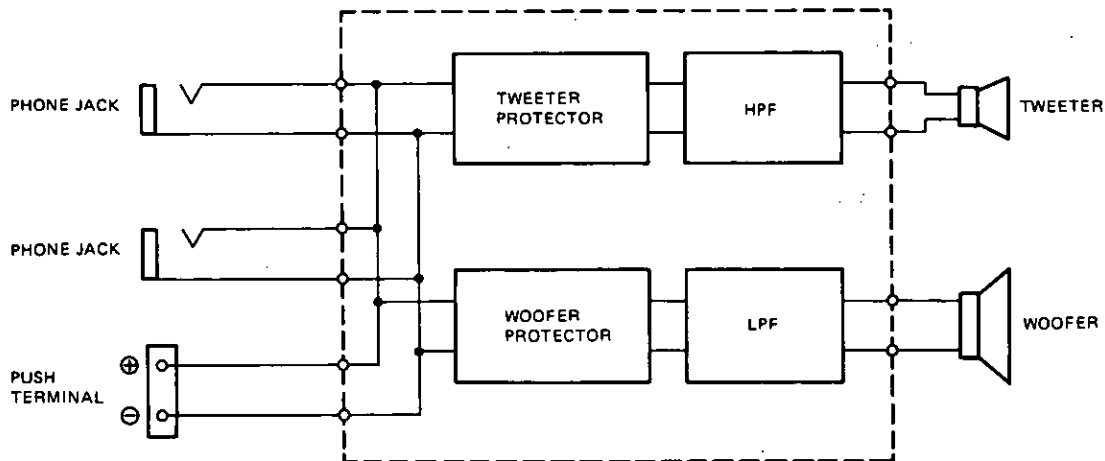 PHONE JACK
TWEETER
PROTECTOR
HPF
TWEETER
PHONE JACK
WOOFER
PROTECTOR
LPF
WOOFER
PUSH
TERMINAL
⊕
⊖